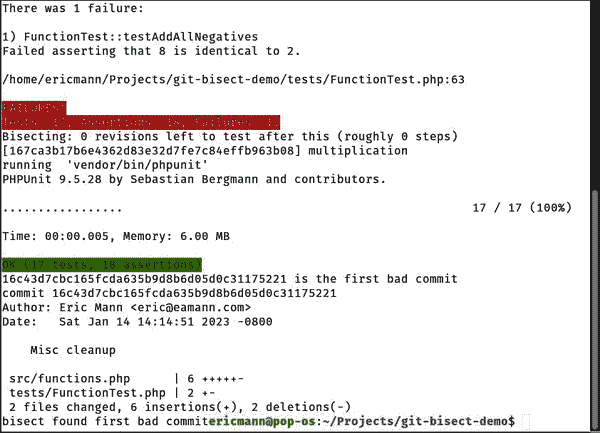 There was 1 failure:
1) FunctionTest::testAddAllNegatives
Failed asserting that 8 is identical to 2.
/home/ericmann/Projects/git-bisect-demo/tests/FunctionTest.php:63
FAILURES!
Bisecting: 0 revisions left to test after this (roughly 0 steps)
[167ca3b17b6e4362d83e32d7fe7c84effb963b08] multiplication
running  'vendor/bin/phpunit'
PHPUnit 9.5.28 by Sebastian Bergmann and contributors.
................. 17 / 17 (100%)
Time: 00:00.005, Memory: 6.00 MB
OK (17 tests, 18 assertions)
16c43d7cbc165fcda635b9d8b6d05d0c31175221 is the first bad commit
commit 16c43d7cbc165fcda635b9d8b6d05d0c31175221
Author: Eric Mann <eric@eamann.com>
Date:   Sat Jan 14 14:14:51 2023 -0800
Misc cleanup
src/functions.php      | 6 +++++-
tests/FunctionTest.php | 2 +-
2 files changed, 6 insertions(+), 2 deletions(-)
bisect found first bad commitericmann@pop-os:~/Projects/git-bisect-demo$